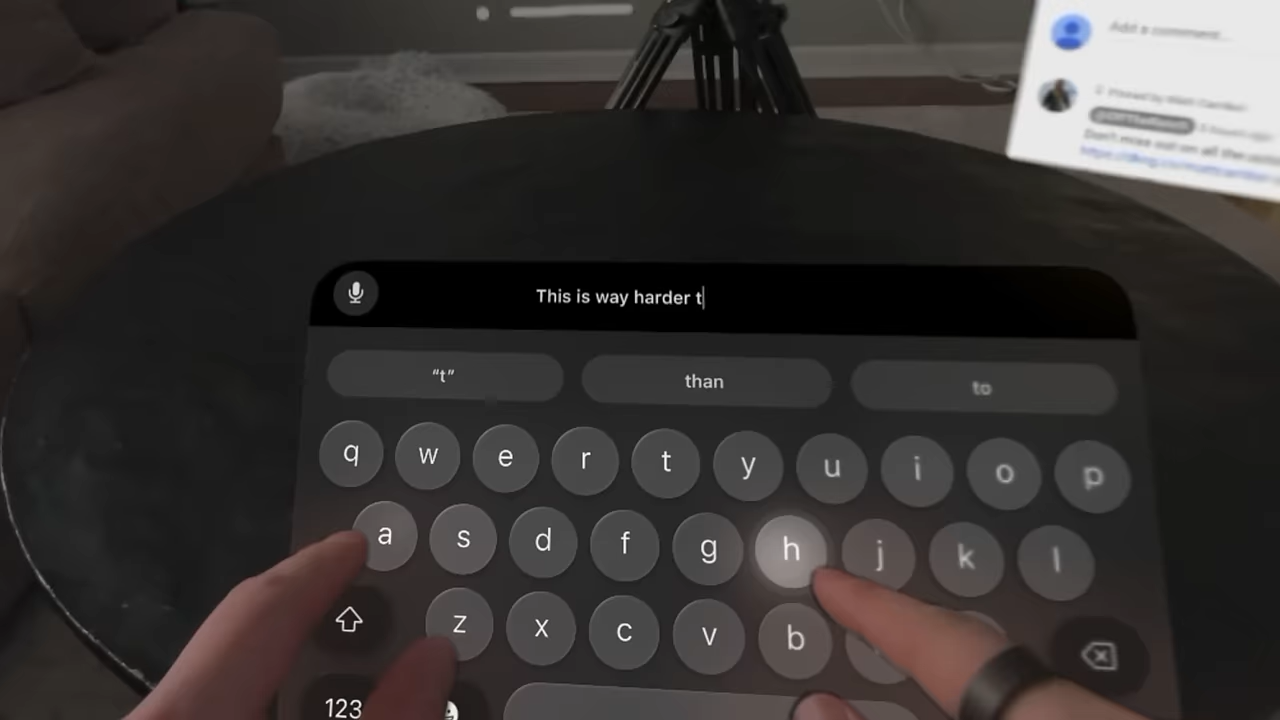 Add a comment...
This is way harder t
"t" than to
q w e r t y u i o p
a s d f g h j k l
z x c v b
123